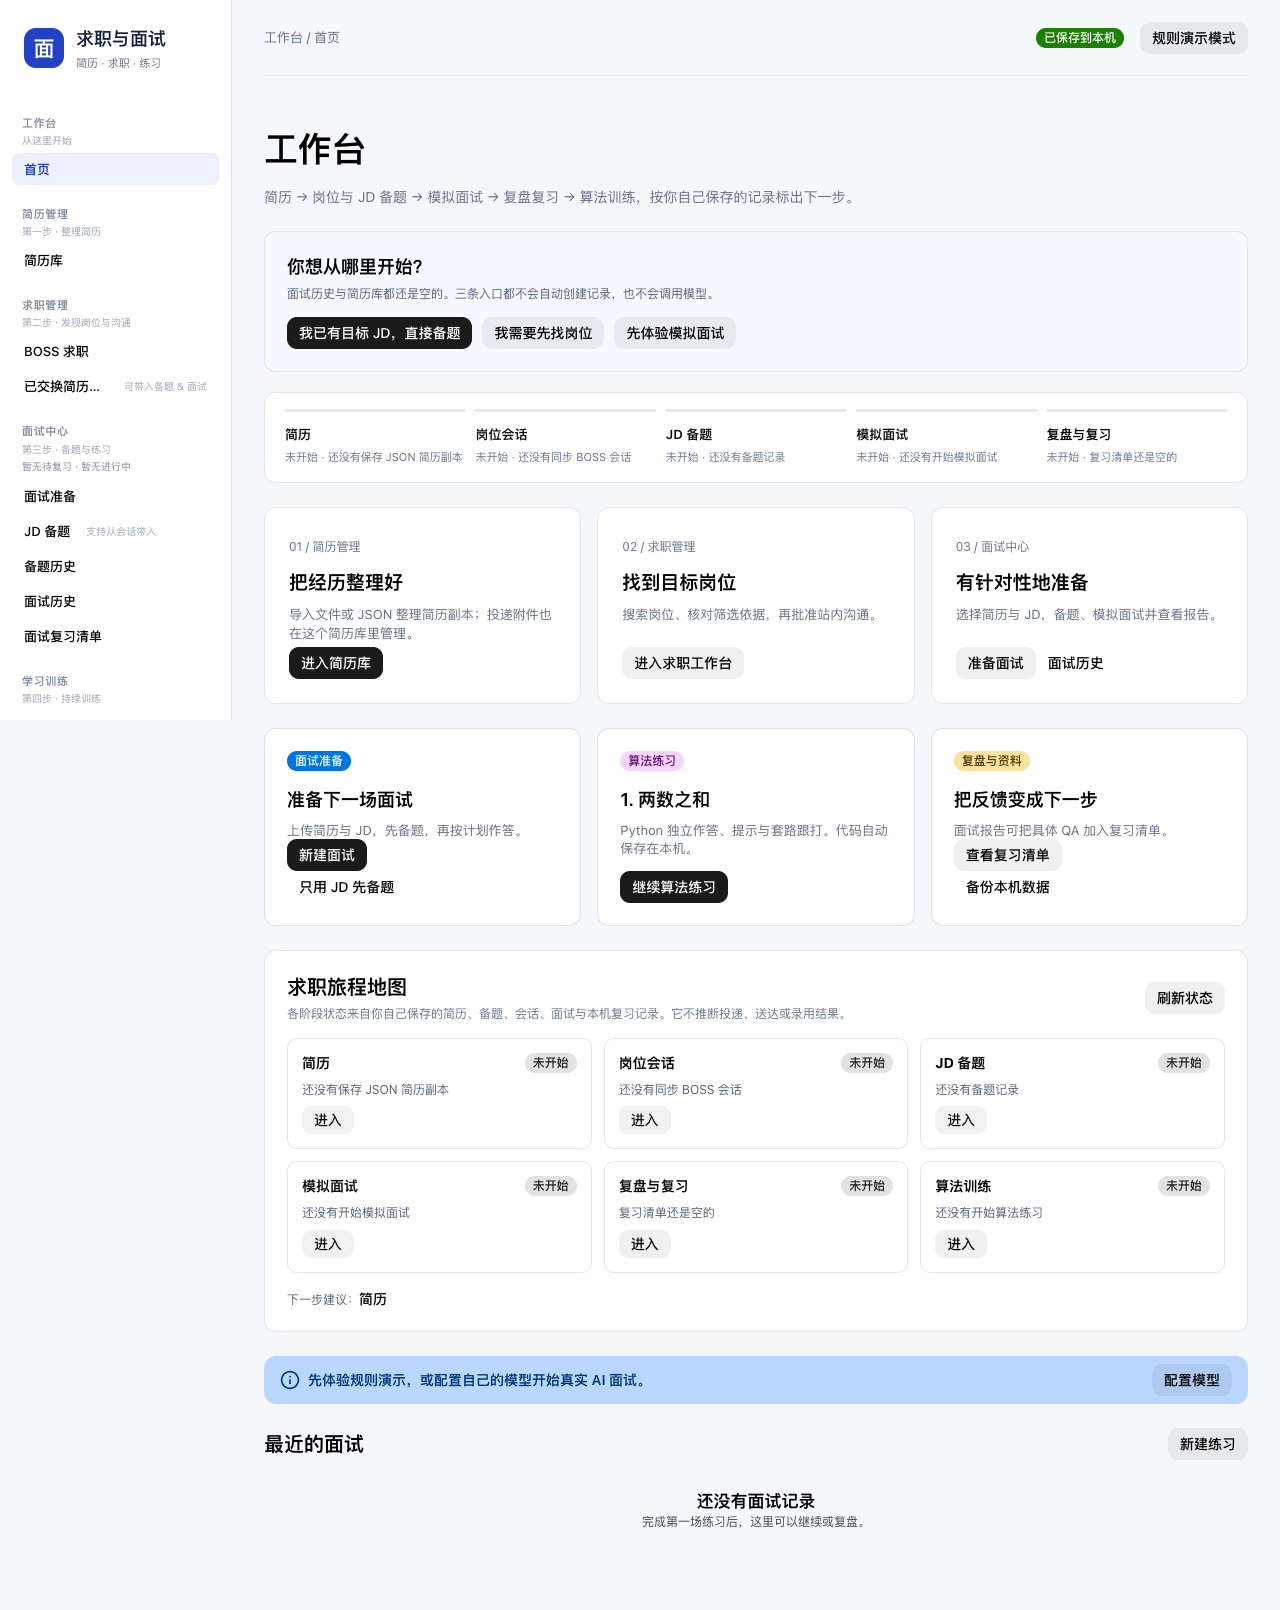 面
求职与面试
简历 · 求职 · 练习
工作台
从这里开始
首页
简历管理
第一步 · 整理简历
简历库
求职管理
第二步 · 发现岗位与沟通
BOSS 求职
已交换简历... 可带入备题 & 面试
面试中心
第三步 · 备题与练习
暂无待复习 · 暂无进行中
面试准备
JD 备题 支持从会话带入
备题历史
面试历史
面试复习清单
学习训练
第四步 · 持续训练
工作台 / 首页
已保存到本机
规则演示模式
工作台
简历 → 岗位与 JD 备题 → 模拟面试 → 复盘复习 → 算法训练，按你自己保存的记录标出下一步。
你想从哪里开始?
面试历史与简历库都还是空的。三条入口都不会自动创建记录，也不会调用模型。
我已有目标 JD，直接备题
我需要先找岗位
先体验模拟面试
简历
未开始 · 还没有保存 JSON 简历副本
岗位会话
未开始 · 还没有同步 BOSS 会话
JD 备题
未开始 · 还没有备题记录
模拟面试
未开始 · 还没有开始模拟面试
复盘与复习
未开始 · 复习清单还是空的
01 / 简历管理
把经历整理好
导入文件或 JSON 整理简历副本；投递附件也
在这个简历库里管理。
进入简历库
02 / 求职管理
找到目标岗位
搜索岗位、核对筛选依据，再批准站内沟通。
进入求职工作台
03 / 面试中心
有针对性地准备
选择简历与 JD，备题、模拟面试并查看报告。
准备面试
面试历史
面试准备
准备下一场面试
上传简历与 JD，先备题，再按计划作答。
新建面试
只用 JD 先备题
算法练习
1. 两数之和
Python 独立作答、提示与套路跟打。代码自动
保存在本机。
继续算法练习
复盘与资料
把反馈变成下一步
面试报告可把具体 QA 加入复习清单。
查看复习清单
备份本机数据
求职旅程地图
各阶段状态来自你自己保存的简历、备题、会话、面试与本机复习记录。它不推断投递、送达或录用结果。
刷新状态
简历 未开始
还没有保存 JSON 简历副本
进入
岗位会话 未开始
还没有同步 BOSS 会话
进入
JD 备题 未开始
还没有备题记录
进入
模拟面试 未开始
还没有开始模拟面试
进入
复盘与复习 未开始
复习清单还是空的
进入
算法训练 未开始
还没有开始算法练习
进入
下一步建议：简历
先体验规则演示，或配置自己的模型开始真实 AI 面试。
配置模型
最近的面试
新建练习
还没有面试记录
完成第一场练习后，这里可以继续或复盘。